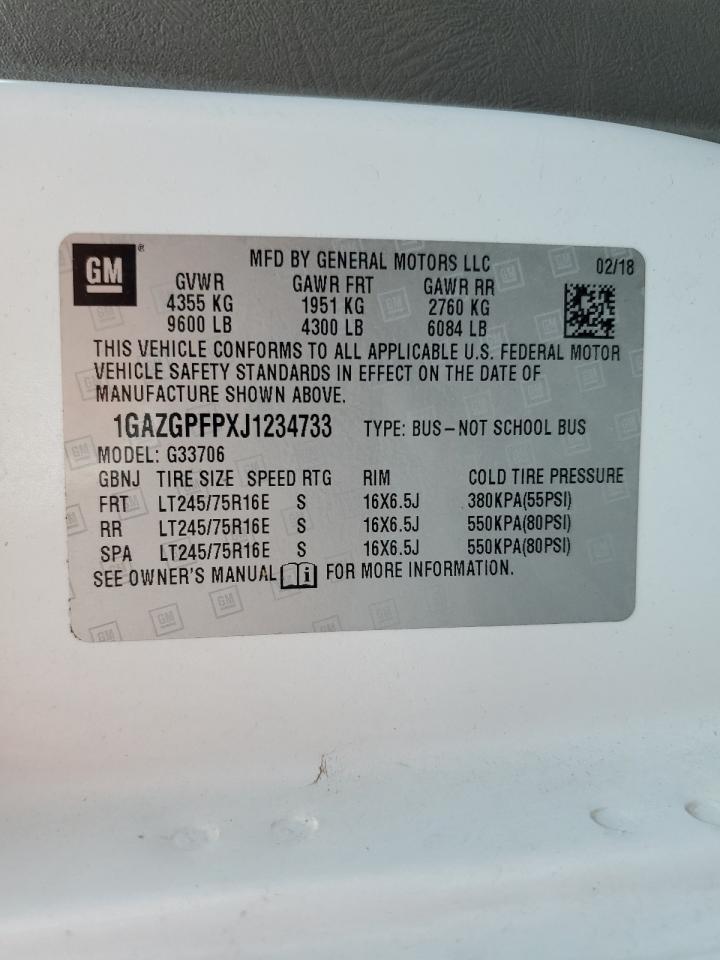 GM ®
MFD BY GENERAL MOTORS LLC 02/18
GVWR GAWR FRT GAWR RR
4355 KG 1951 KG 2760 KG
9600 LB 4300 LB 6084 LB
THIS VEHICLE CONFORMS TO ALL APPLICABLE U.S. FEDERAL MOTOR
VEHICLE SAFETY STANDARDS IN EFFECT ON THE DATE OF
MANUFACTURE SHOWN ABOVE.
1GAZGPFPXJ1234733 TYPE: BUS–NOT SCHOOL BUS
MODEL: G33706
GBNJ TIRE SIZE SPEED RTG RIM COLD TIRE PRESSURE
FRT LT245/75R16E S 16X6.5J 380KPA(55PSI)
RR LT245/75R16E S 16X6.5J 550KPA(80PSI)
SPA LT245/75R16E S 16X6.5J 550KPA(80PSI)
SEE OWNER'S MANUAL FOR MORE INFORMATION.